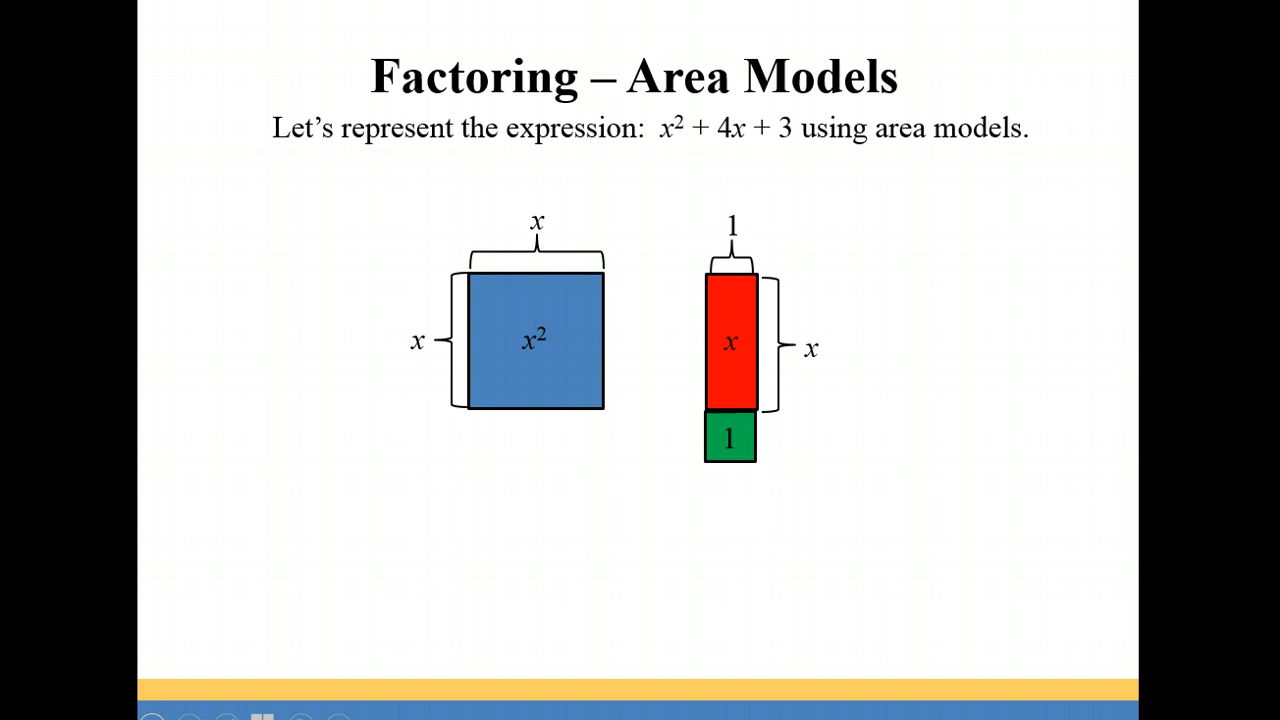 Factoring – Area Models
Let’s represent the expression: x² + 4x + 3 using area models.
x
1
x
x²
x
x
1